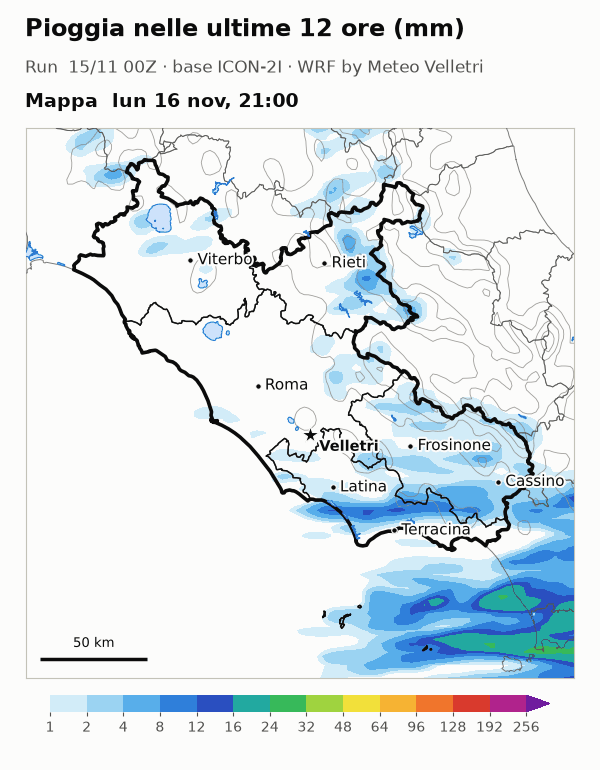 Pioggia nelle ultime 12 ore (mm)
Run 15/11 00Z · base ICON-2I · WRF by Meteo Velletri
Mappa lun 16 nov, 21:00
Viterbo
Rieti
Roma
Velletri
Frosinone
Cassino
Latina
Terracina
50 km
1 2 4 8 12 16 24 32 48 64 96 128 192 256